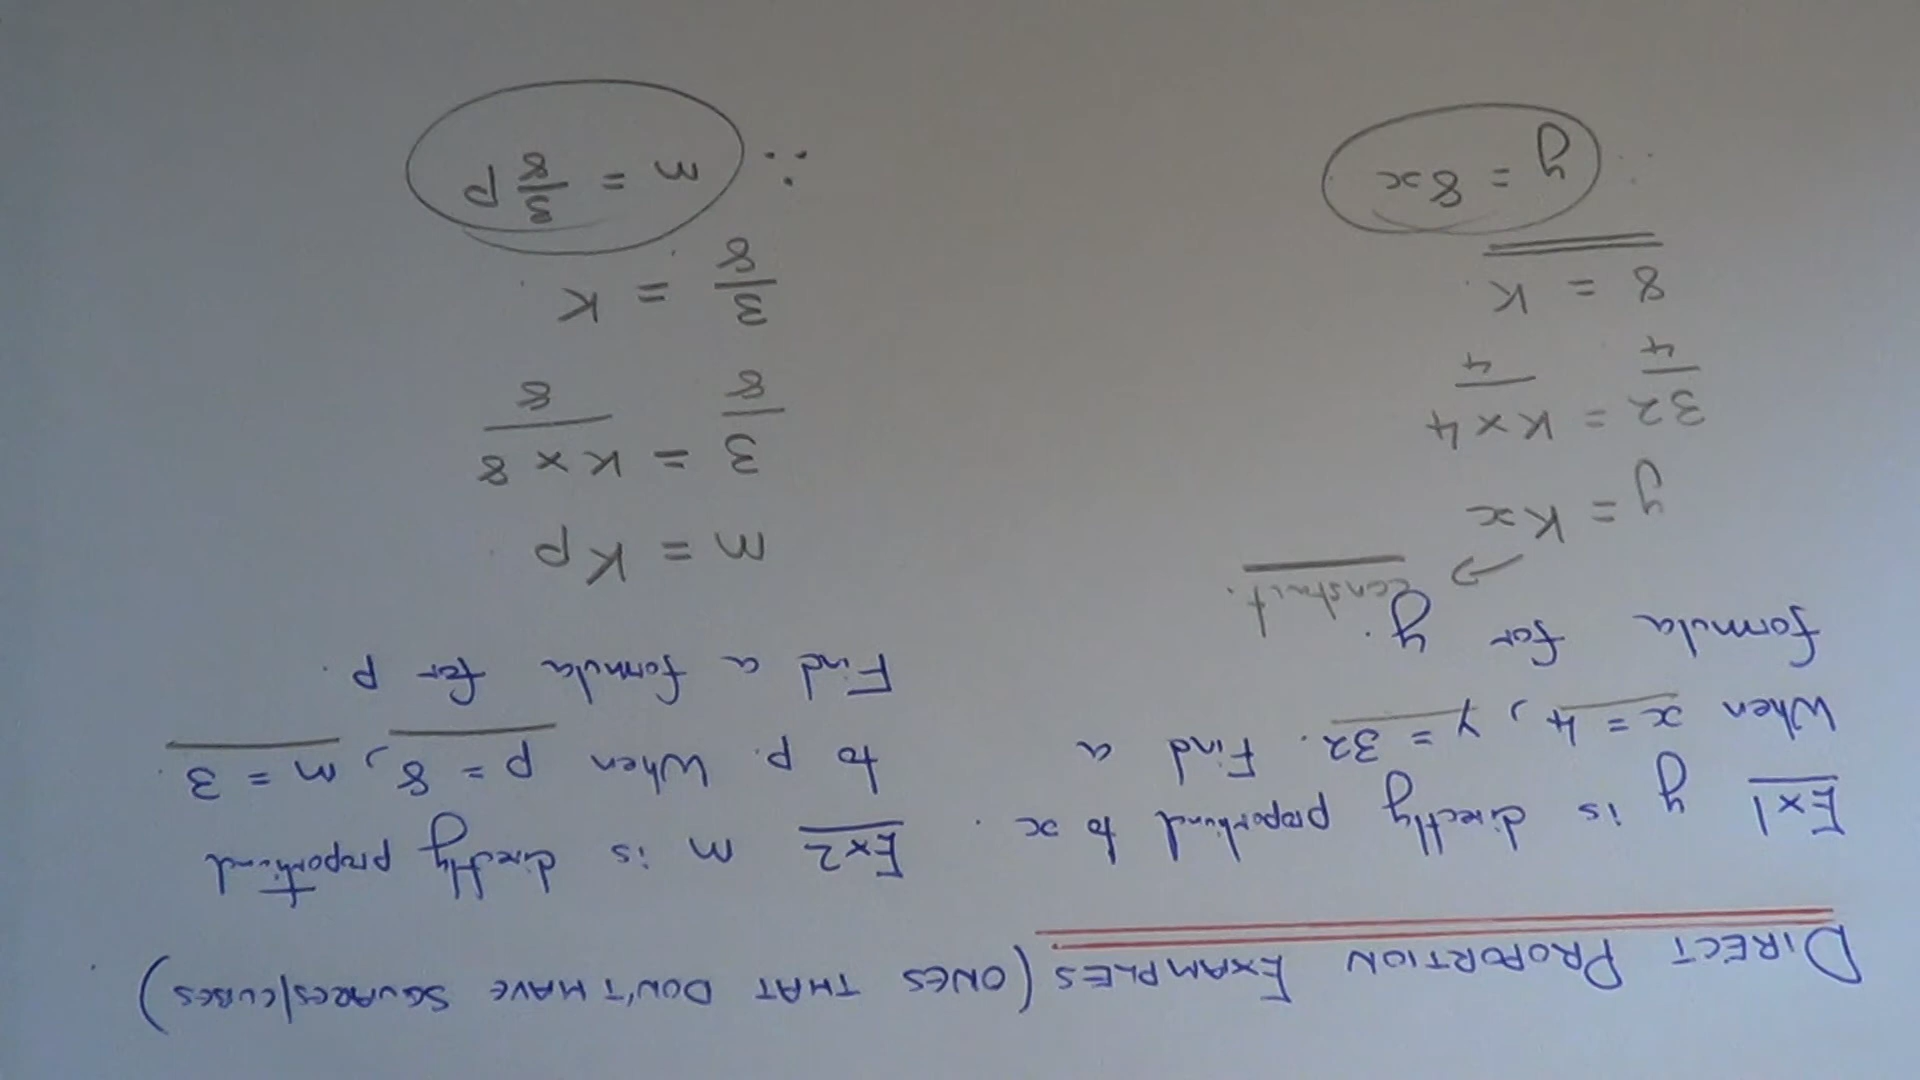 DIRECT PROPORTION EXAMPLES (ONES THAT DON'T HAVE SQUARES/CUBES)
Ex1 y is directly proportional to x.
When x = 4, y = 32. Find a
formula for y.
constant.
y = kx
32 = k × 4
4 4
8 = k.
∴ y = 8x
Ex2 m is directly proportional
to p. When p = 8, m = 3.
Find a formula for p.
m = kp
3 = k × 8
8 8
3/8 = k
∴ m = 3/8 p